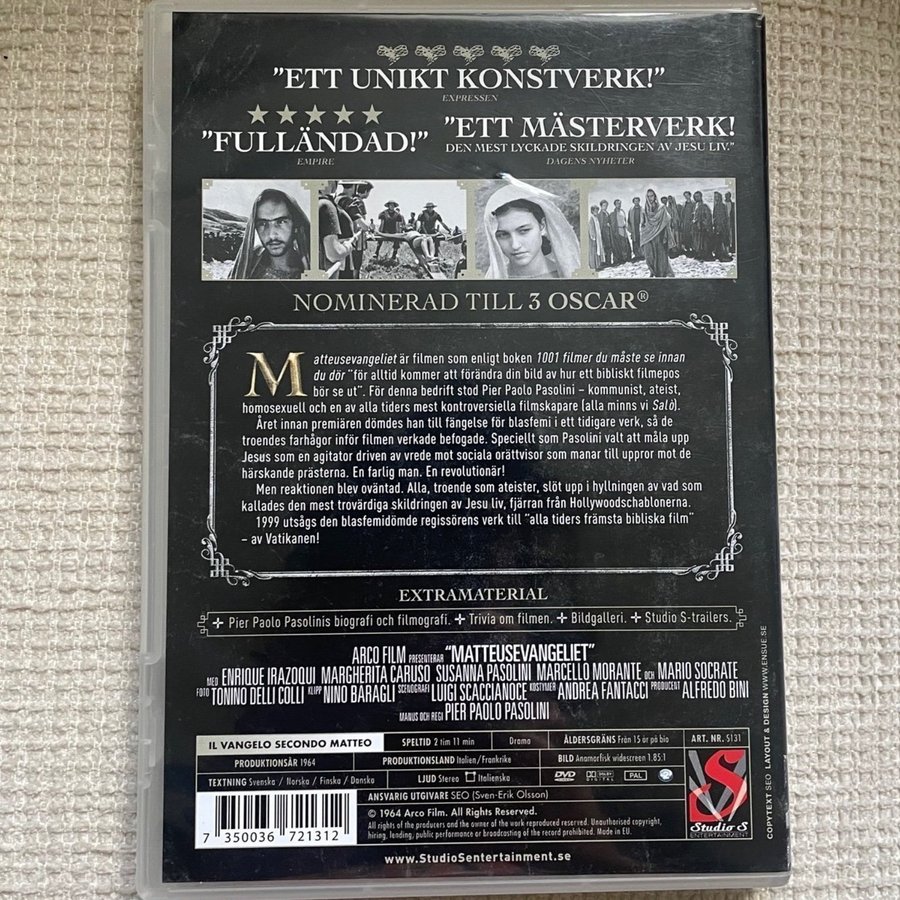 "ETT UNIKT KONSTVERK!"
EXPRESSEN
"FULLÄNDAD!"
EMPIRE
"ETT MÄSTERVERK!
DEN MEST LYCKADE SKILDRINGEN AV JESU LIV."
DAGENS NYHETER
NOMINERAD TILL 3 OSCAR®
Matteusevangeliet är filmen som enligt boken 1001 filmer du måste se innan
du dör "för alltid kommer att förändra din bild av hur ett bibliskt filmepos
bör se ut". För denna bedrift stod Pier Paolo Pasolini – kommunist, ateist,
homosexuell och en av alla tiders mest kontroversiella filmskapare (alla minns vi Salò).
Året innan premiären dömdes han till fängelse för blasfemi i ett tidigare verk, så de
troendes farhågor inför filmen verkade befogade. Speciellt som Pasolini valt att måla upp
Jesus som en agitator driven av vrede mot sociala orättvisor som manar till uppror mot de
härskande prästerna. En farlig man. En revolutionär!
Men reaktionen blev oväntad. Alla, troende som ateister, slöt upp i hyllningen av vad som
kallades den mest trovärdiga skildringen av Jesu liv, fjärran från Hollywoodschablonerna.
1999 utsågs den blasfemidömde regissörens verk till "alla tiders främsta bibliska film"
– av Vatikanen!
EXTRAMATERIAL
Pier Paolo Pasolinis biografi och filmografi. + Trivia om filmen. + Bildgalleri. + Studio S-trailers.
ARCO FILM PRESENTERAR "MATTEUSEVANGELIET"
MED ENRIQUE IRAZOQUI MARGHERITA CARUSO SUSANNA PASOLINI MARCELLO MORANTE OCH MARIO SOCRATE
FOTO TONINO DELLI COLLI KLIPP NINO BARAGLI SCENOGRAFI LUIGI SCACCIANOCE KOSTYMER ANDREA FANTACCI PRODUCENT ALFREDO BINI
MANUS OCH REGI PIER PAOLO PASOLINI
IL VANGELO SECONDO MATTEO
SPELTID 2 tim 11 min
Drama
ÅLDERSGRÄNS Från 15 år på bio
ART. NR. S131
PRODUKTIONSÅR 1964
PRODUKTIONSLAND Italien/Frankrike
BILD Anamorfisk widescreen 1.85:1
TEXTNING Svenska / Norska / Finska / Danska
LJUD Stereo
Italienska
DVD
VIDEO
DOLBY
DIGITAL
PAL
2
ANSVARIG UTGIVARE SEO (Sven-Erik Olsson)
© 1964 Arco Film. All Rights Reserved.
All rights of the producers and the owner of the work reproduced reserved. Unauthorised copying,
hiring, lending, public performance or broadcasting of the record prohibited. Made in EU.
7 350036 721312
S
Studio S
ENTERTAINMENT
www.StudioSentertainment.se
COPYTEXT SEO LAYOUT & DESIGN WWW.ENSUE.SE